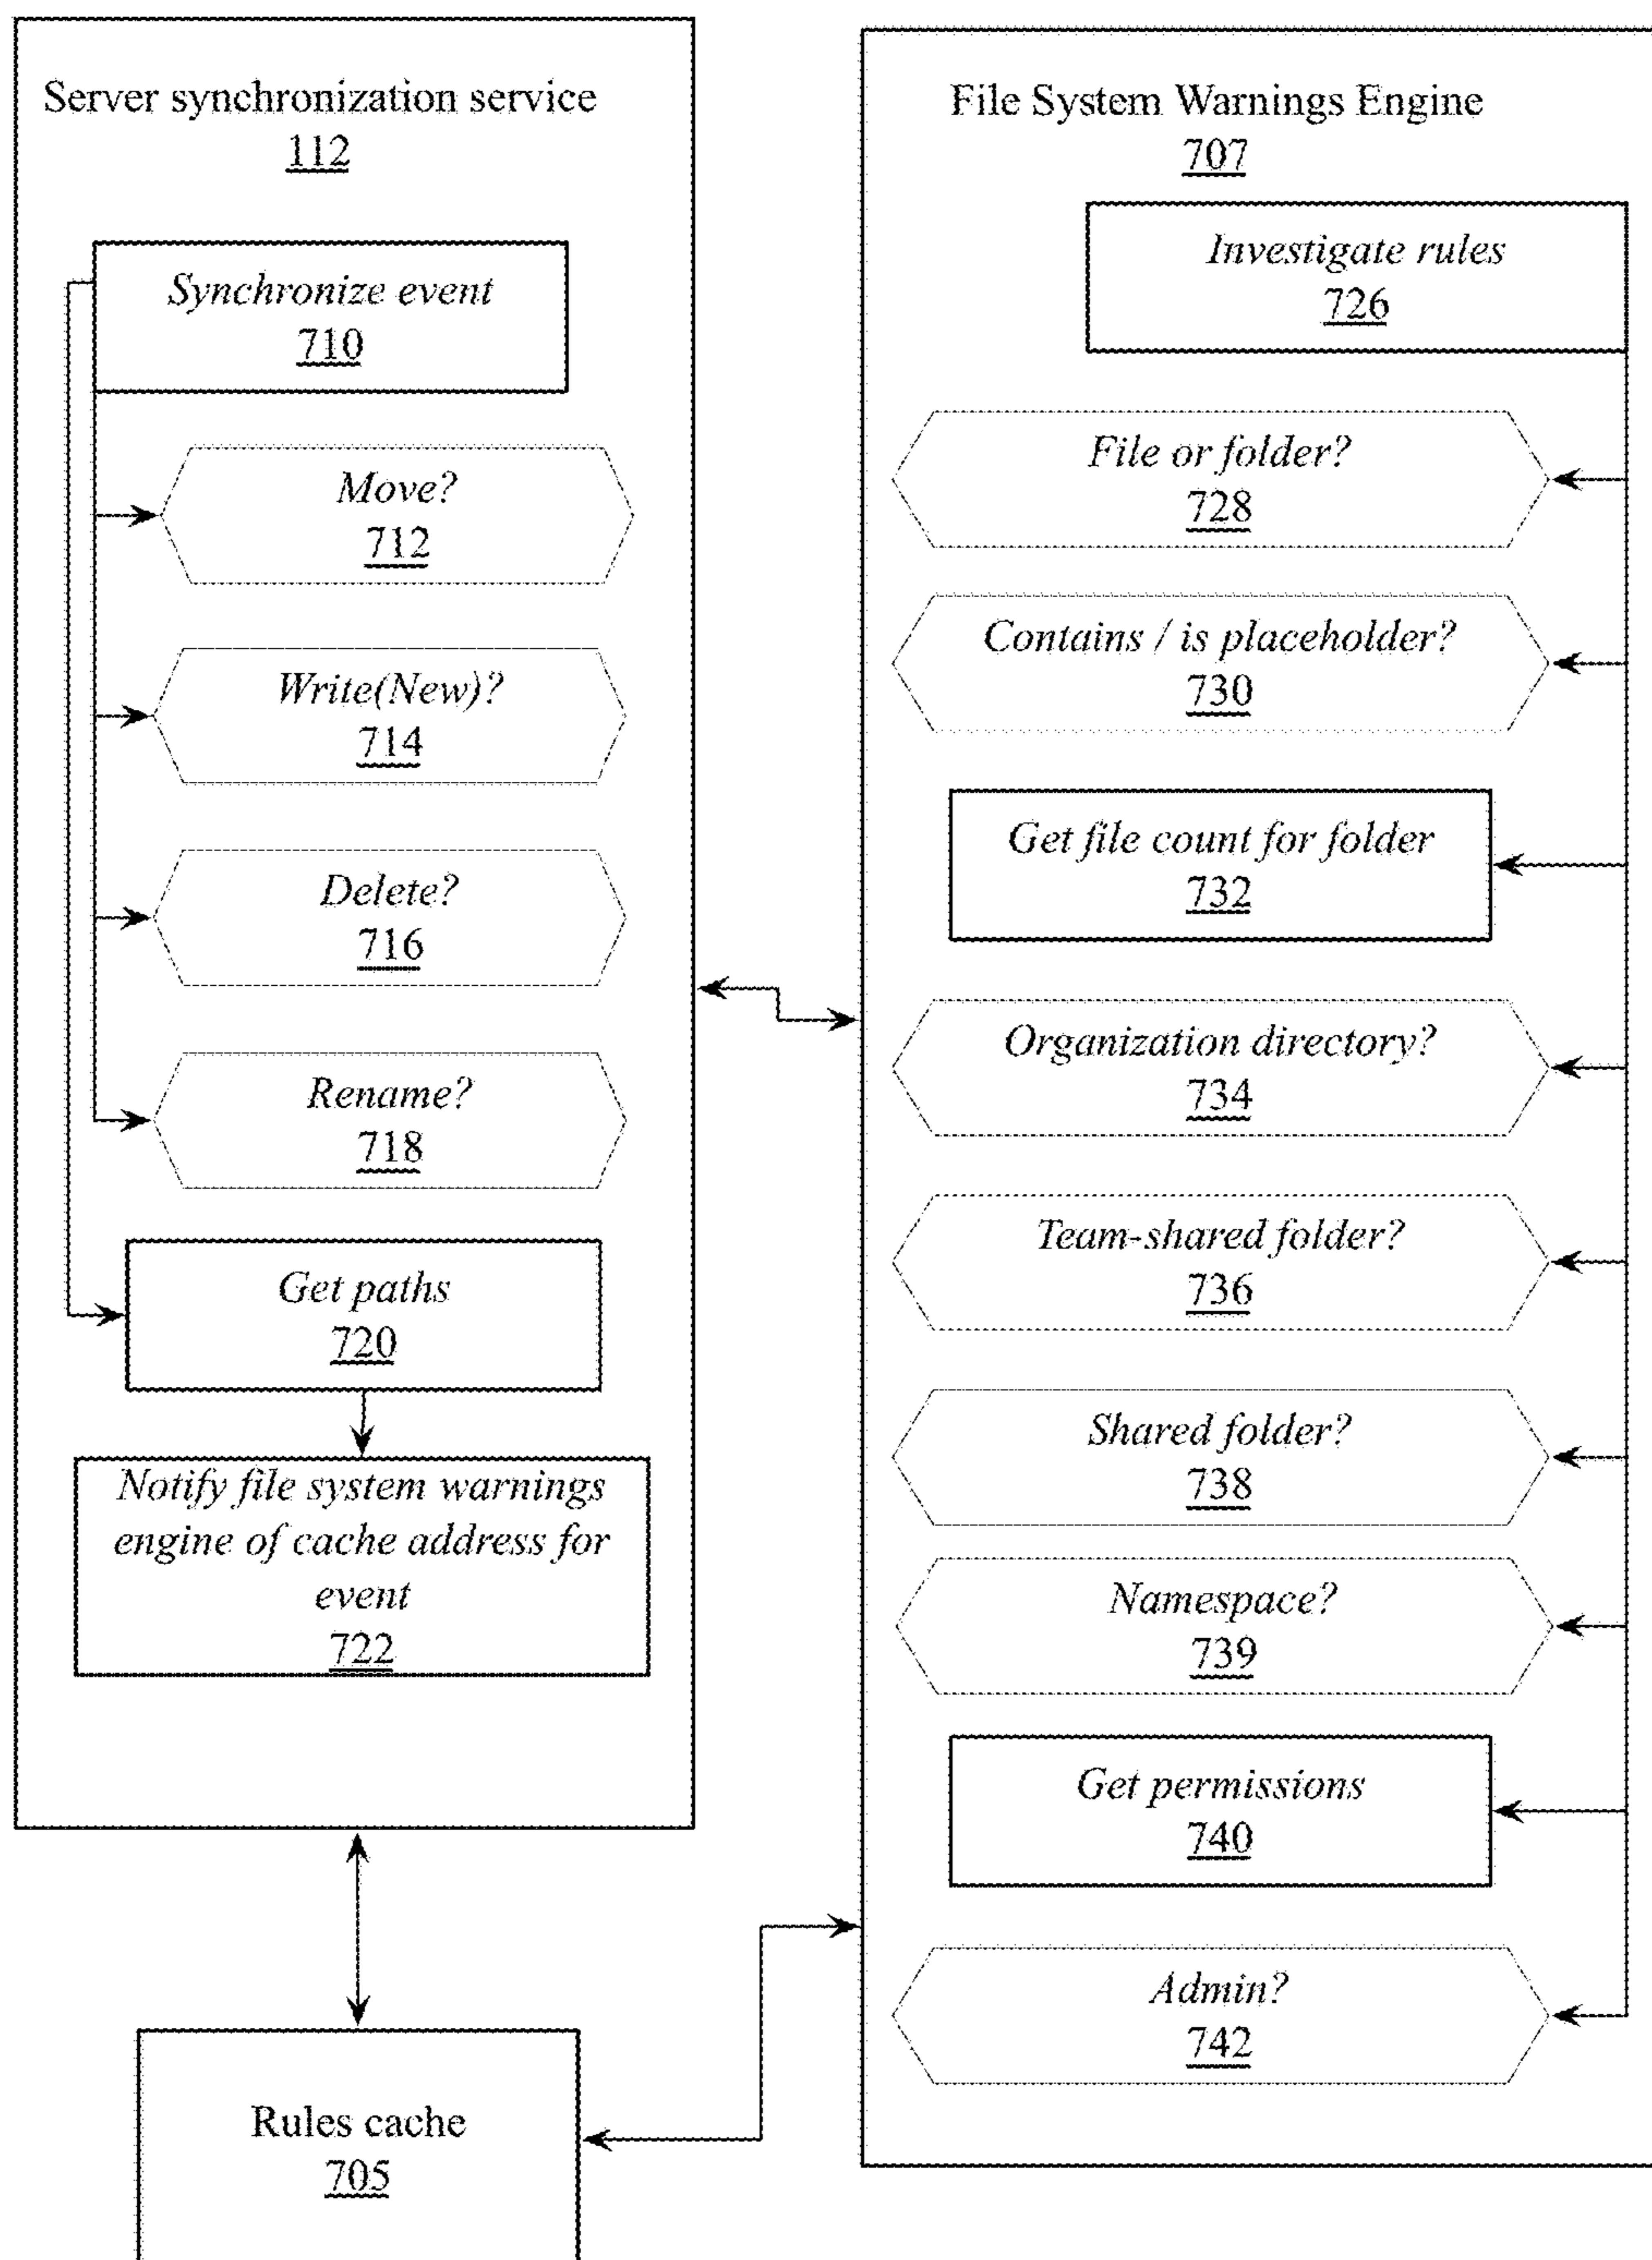 Server synchronization service
112
Synchronize event
710
Move?
712
Write(New)?
714
Delete?
716
Rename?
718
Get paths
720
Notify file system warnings
engine of cache address for
event
722
Rules cache
705
File System Warnings Engine
707
Investigate rules
726
File or folder?
728
Contains / is placeholder?
730
Get file count for folder
732
Organization directory?
734
Team-shared folder?
736
Shared folder?
738
Namespace?
739
Get permissions
740
Admin?
742